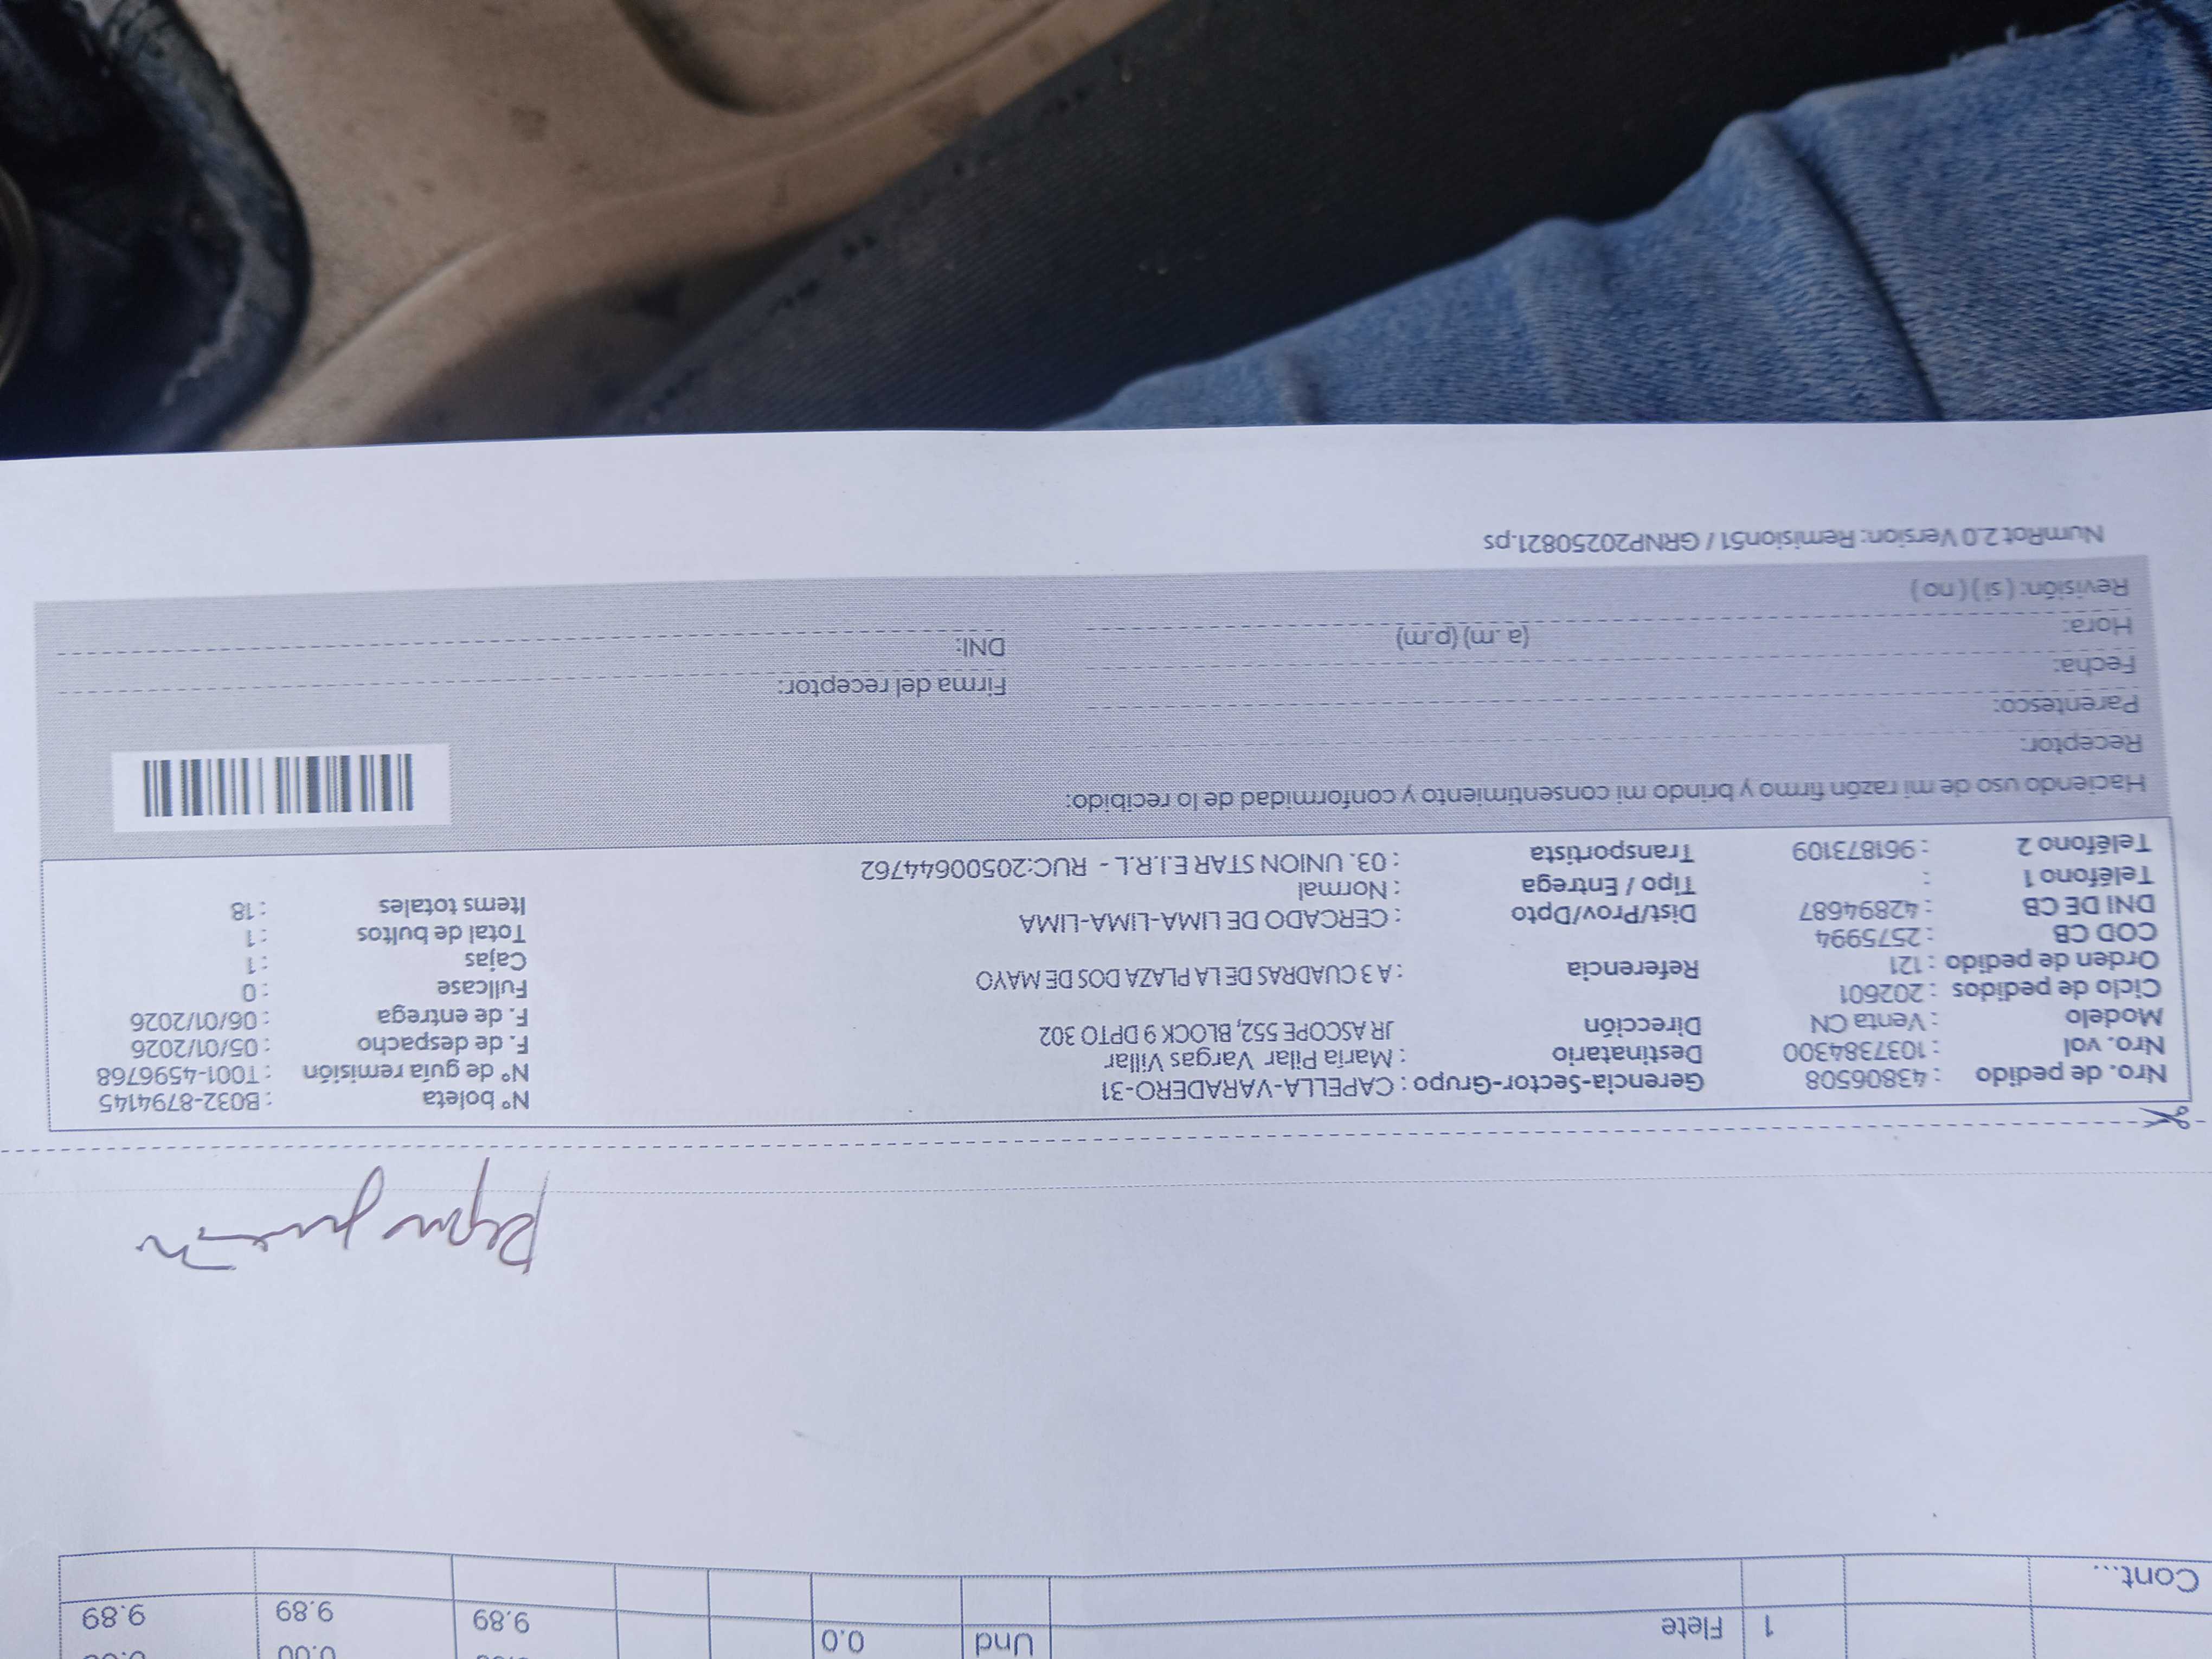 1 Flete Und 0.0 9.89 9.89 9.89
Cont...
Nro. de pedido : 43806508 Gerencia-Sector-Grupo : CAPELLA-VARADERO-31 N° boleta : B032-8794145
Nro. vol : 1037384300 Destinatario : María Pilar Vargas Villar N° de guía remisión : T001-4596768
Modelo : Venta CN Dirección JR ASCOPE 552, BLOCK 9 DPTO 302 F. de despacho : 05/01/2026
Ciclo de pedidos : 202601 F. de entrega : 06/01/2026
Orden de pedido : 121 Referencia : A 3 CUADRAS DE LA PLAZA DOS DE MAYO Fullcase : 0
COD CB : 2575994 Cajas : 1
DNI DE CB : 42894687 Dist/Prov/Dpto : CERCADO DE LIMA-LIMA-LIMA Total de bultos : 1
Teléfono 1 : Tipo / Entrega : Normal Items totales : 18
Teléfono 2 : 961873109 Transportista : 03. UNION STAR E.I.R.L - RUC:20500644762
Haciendo uso de mi razón firmo y brindo mi consentimiento y conformidad de lo recibido:
Receptor:
Parentesco:
Fecha: Firma del receptor:
Hora: (a .m) (p.m) DNI:
Revisión: ( si ) ( no )
NumRot 2.0 Version: Remision51 / GRNP20250821.ps